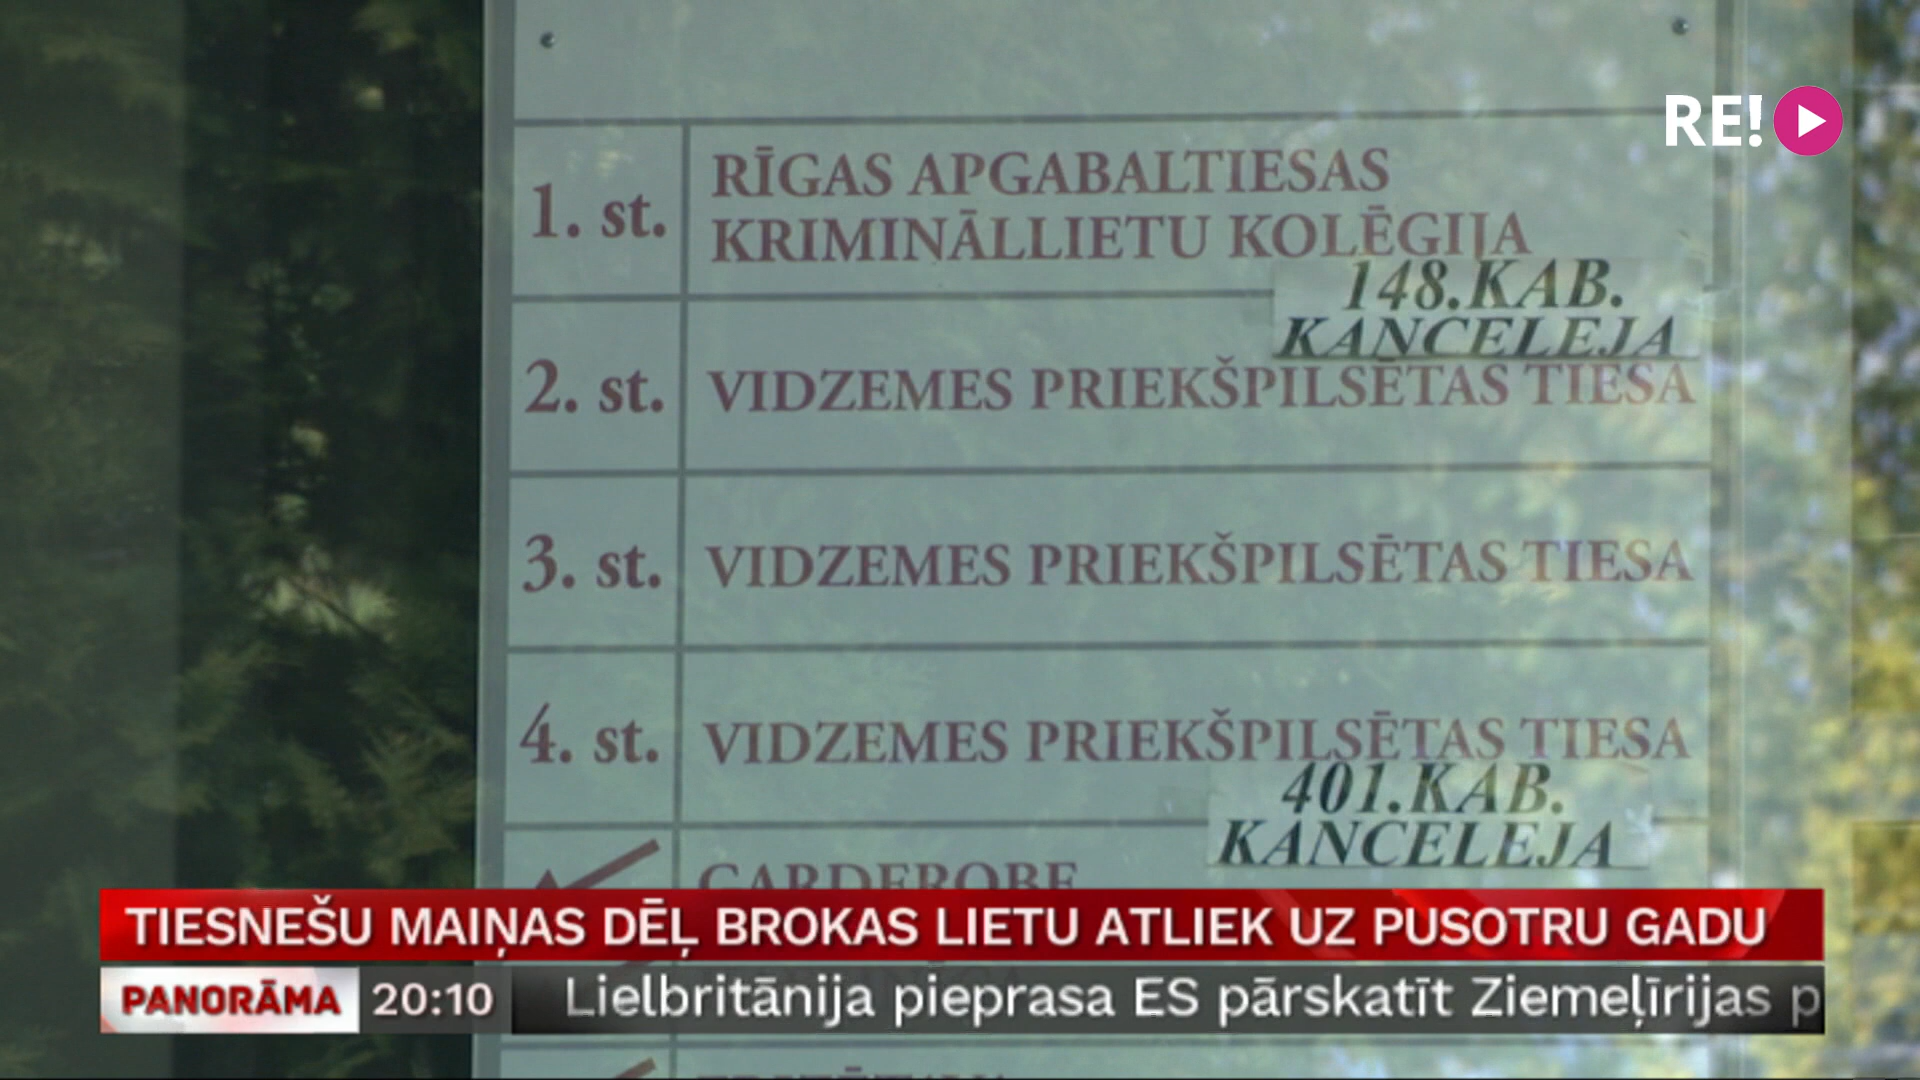 RE!
1. st.
RĪGAS APGABALTIESAS
KRIMINĀLLIETU KOLĒĢIJA
148.KAB.
KANCELEJA
2. st.
VIDZEMES PRIEKŠPILSĒTAS TIESA
3. st.
VIDZEMES PRIEKŠPILSĒTAS TIESA
4. st.
VIDZEMES PRIEKŠPILSĒTAS TIESA
401.KAB.
KANCELEJA
GARDEROBE
TIESNEŠU MAIŅAS DĒĻ BROKAS LIETU ATLIEK UZ PUSOTRU GADU
PANORĀMA 20:10 Lielbritānija pieprasa ES pārskatīt Ziemeļīrijas p